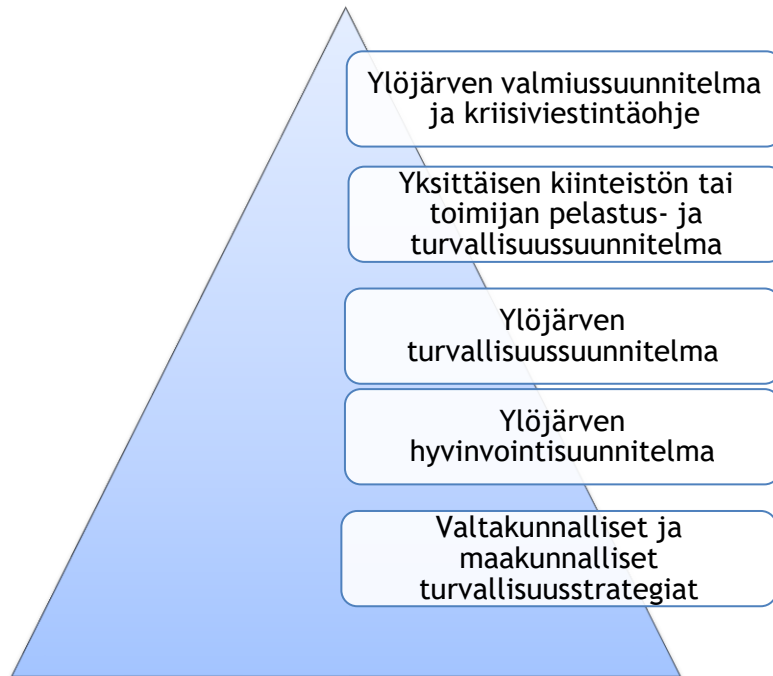 Ylöjärven valmiussuunnitelma
ja kriisiviestintäohje
Yksittäisen kiinteistön tai
toimijan pelastus- ja
turvallisuussuunnitelma
Ylöjärven
turvallisuussuunnitelma
Ylöjärven
hyvinvointisuunnitelma
Valtakunnalliset ja
maakunnalliset
turvallisuusstrategiat